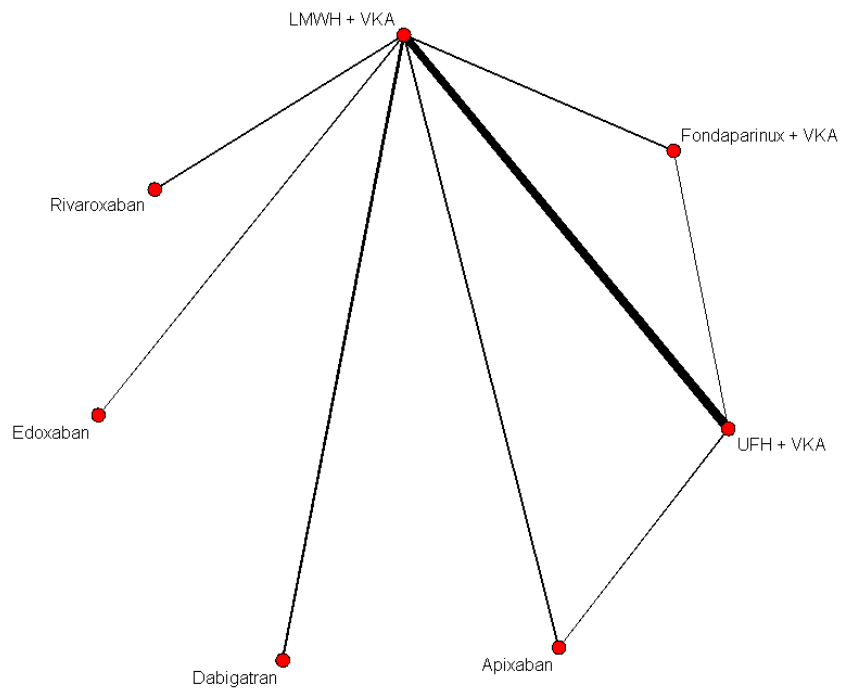 LMWH + VKA
Fondaparinux + VKA
Rivaroxaban
Edoxaban
UFH + VKA
Apixaban
Dabigatran